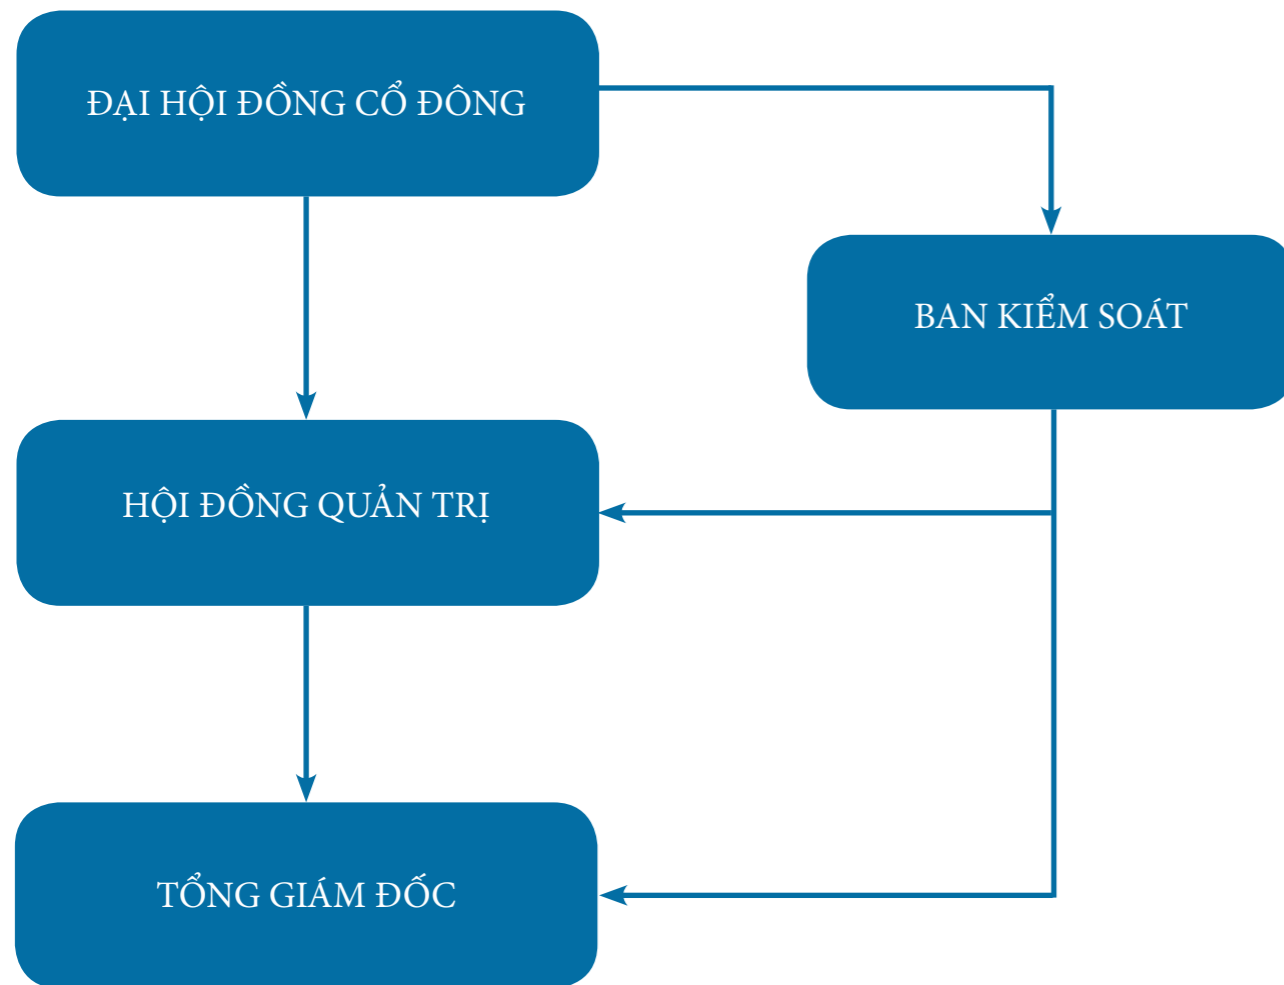 ĐẠI HỘI ĐỒNG CỔ ĐÔNG
BAN KIỂM SOÁT
HỘI ĐỒNG QUẢN TRỊ
TỔNG GIÁM ĐỐC